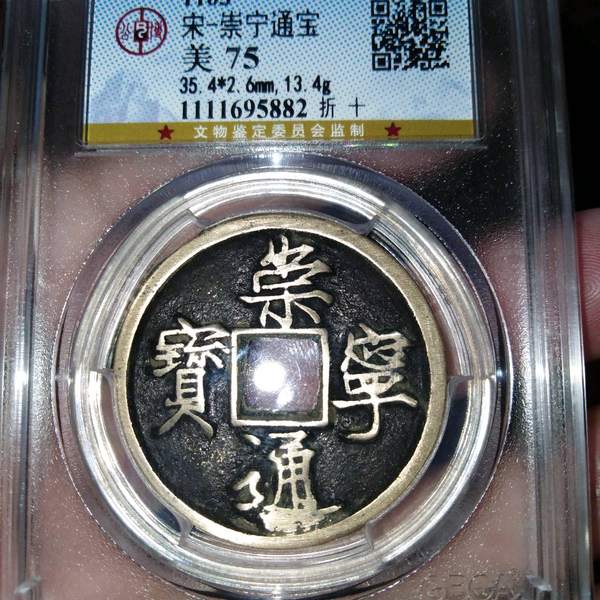 宋-崇宁通宝
美 75
35.4*2.6mm,13.4g
1111695882 折十
★ 文物鉴定委员会监制 ★
崇
寶 寧
通